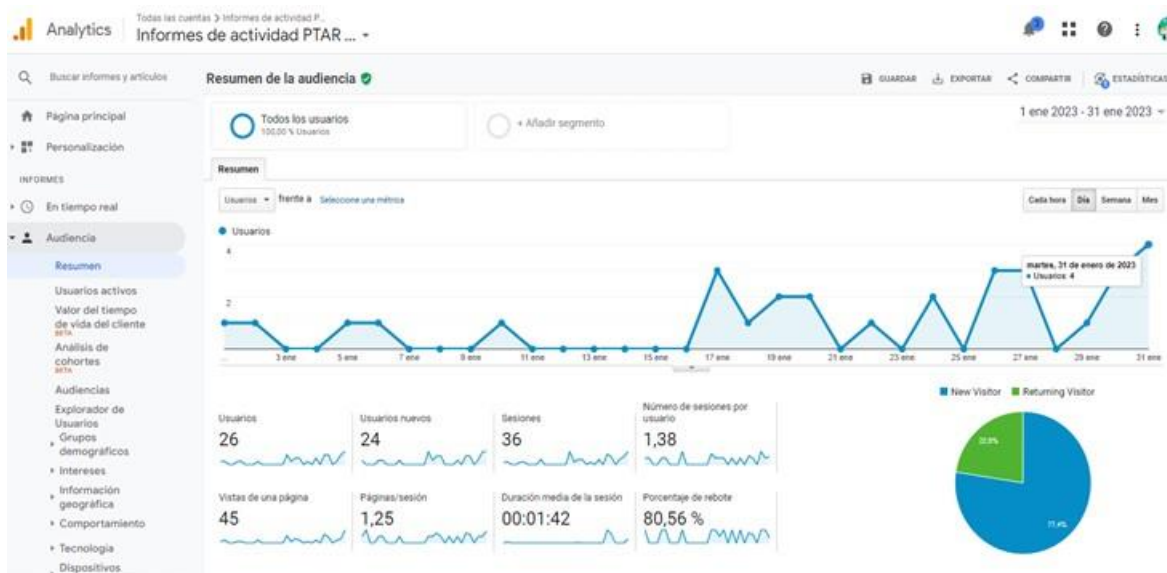 Analytics
Todas las cuentas > Informes de actividad P...
Informes de actividad PTAR ...
Buscar informes y artículos
Página principal
Personalización
INFORMES
En tiempo real
Audiencia
Resumen
Usuarios activos
Valor del tiempo
de vida del cliente
BETA
Análisis de
cohortes
BETA
Audiencias
Explorador de
Usuarios
Grupos
demográficos
Intereses
Información
geográfica
Comportamiento
Tecnología
Dispositivos
Resumen de la audiencia
GUARDAR
EXPORTAR
COMPARTIR
ESTADÍSTICAS
Todos los usuarios
100,00 % Usuarios
+ Añadir segmento
1 ene 2023 - 31 ene 2023
Resumen
Usuarios
frente a
Seleccione una métrica
Cada hora
Día
Semana
Mes
Usuarios
4
2
martes, 31 de enero de 2023
Usuarios: 4
...
3 ene
5 ene
7 ene
9 ene
11 ene
13 ene
15 ene
17 ene
19 ene
21 ene
23 ene
25 ene
27 ene
29 ene
31 ene
Usuarios
26
Usuarios nuevos
24
Sesiones
36
Número de sesiones por
usuario
1,38
Vistas de una página
45
Páginas/sesión
1,25
Duración media de la sesión
00:01:42
Porcentaje de rebote
80,56 %
New Visitor
Returning Visitor
22,6%
77,4%